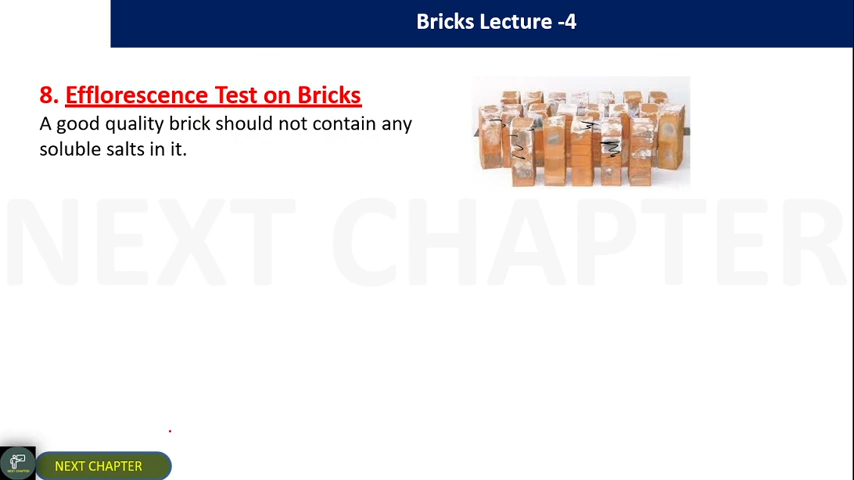 Bricks Lecture -4
8. Efflorescence Test on Bricks
A good quality brick should not contain any
soluble salts in it.
NEXT CHAPTER
NEXT CHAPTER